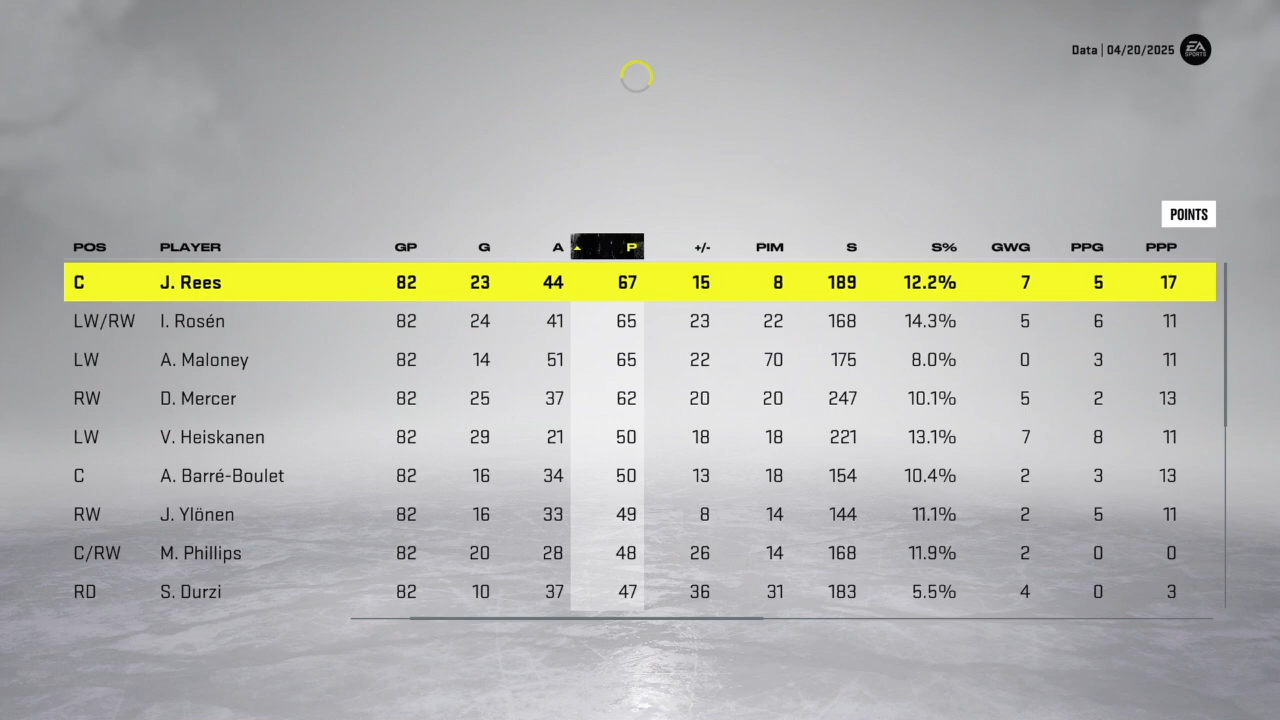 Data | 04/20/2025 EA SPORTS
POINTS
POS PLAYER GP G A P +/- PIM S S% GWG PPG PPP
C J. Rees 82 23 44 67 15 8 189 12.2% 7 5 17
LW/RW I. Rosén 82 24 41 65 23 22 168 14.3% 5 6 11
LW A. Maloney 82 14 51 65 22 70 175 8.0% 0 3 11
RW D. Mercer 82 25 37 62 20 20 247 10.1% 5 2 13
LW V. Heiskanen 82 29 21 50 18 18 221 13.1% 7 8 11
C A. Barré-Boulet 82 16 34 50 13 18 154 10.4% 2 3 13
RW J. Ylönen 82 16 33 49 8 14 144 11.1% 2 5 11
C/RW M. Phillips 82 20 28 48 26 14 168 11.9% 2 0 0
RD S. Durzi 82 10 37 47 36 31 183 5.5% 4 0 3